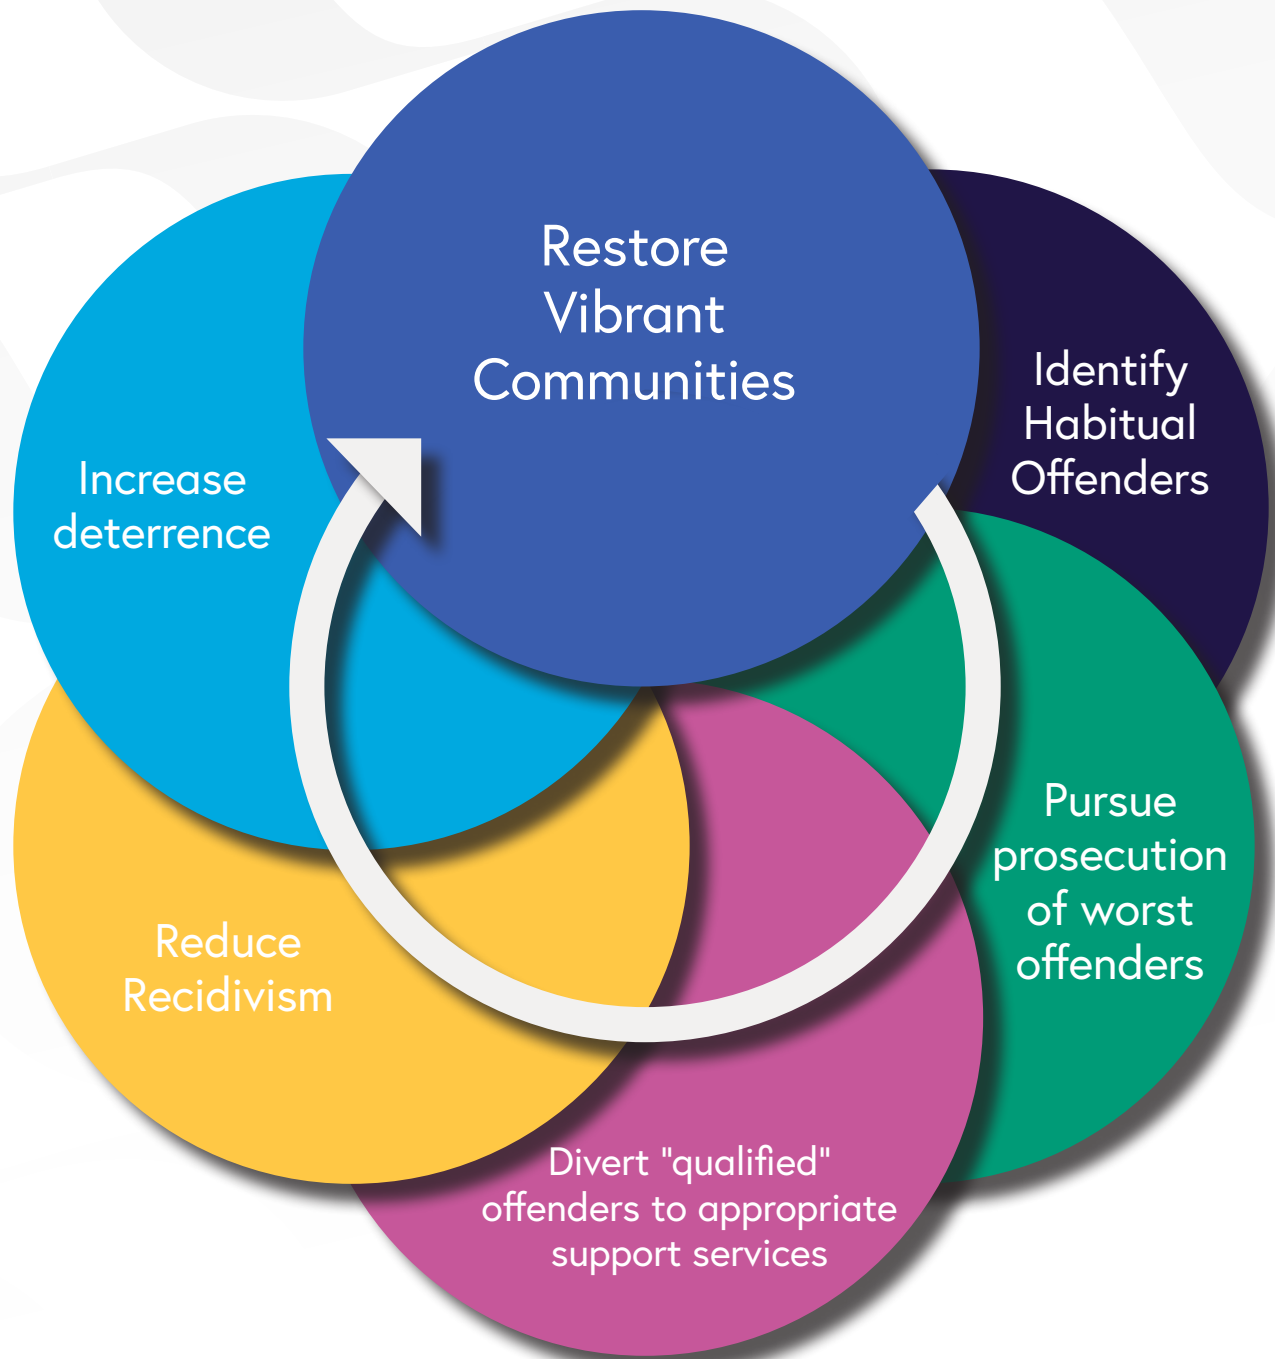 Restore
Vibrant
Communities
Identify
Habitual
Offenders
Pursue
prosecution
of worst
offenders
Divert "qualified"
offenders to appropriate
support services
Reduce
Recidivism
Increase
deterrence